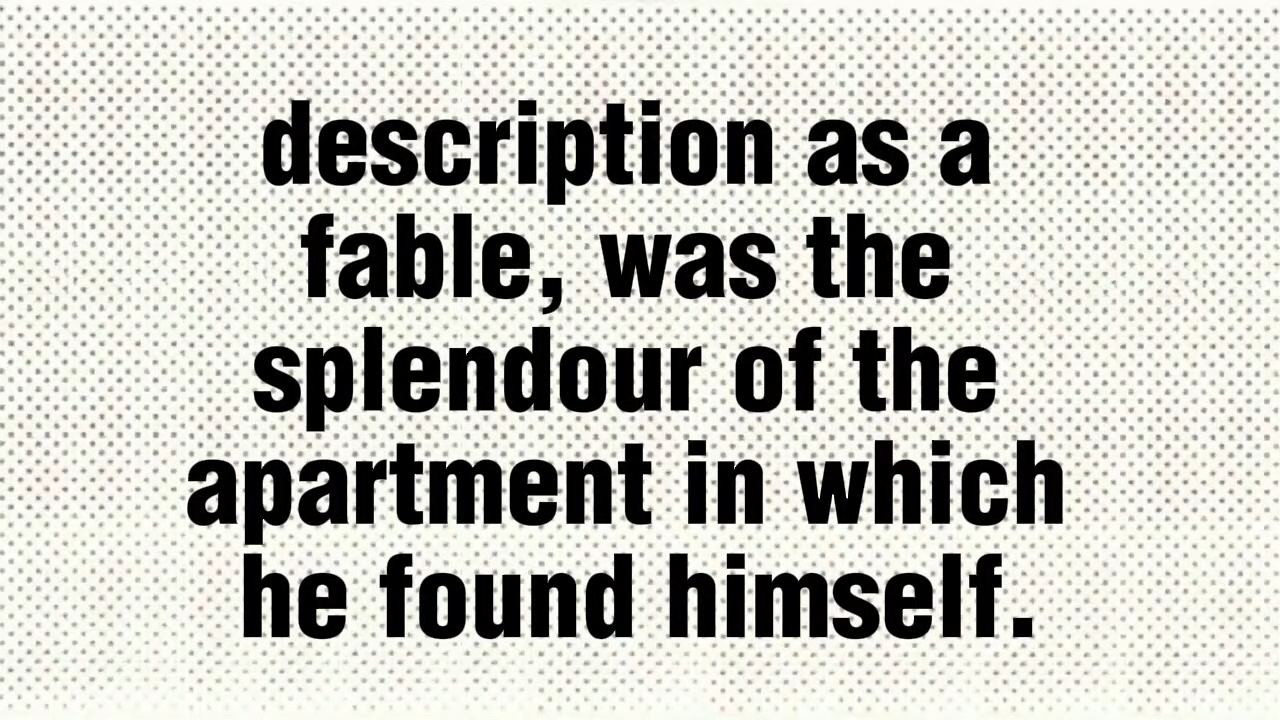 description as a
fable, was the
splendour of the
apartment in which
he found himself.